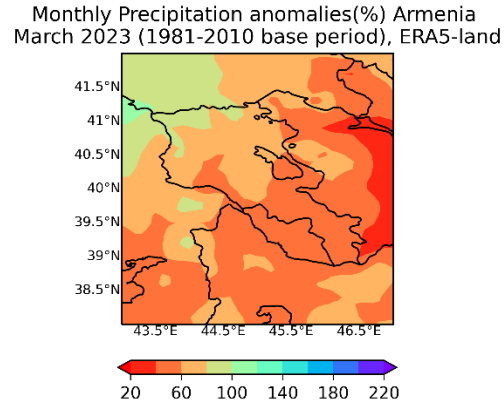 Monthly Precipitation anomalies(%) Armenia
March 2023 (1981-2010 base period), ERA5-land
41.5°N
41°N
40.5°N
40°N
39.5°N
39°N
38.5°N
43.5°E 44.5°E 45.5°E 46.5°E
20 60 100 140 180 220